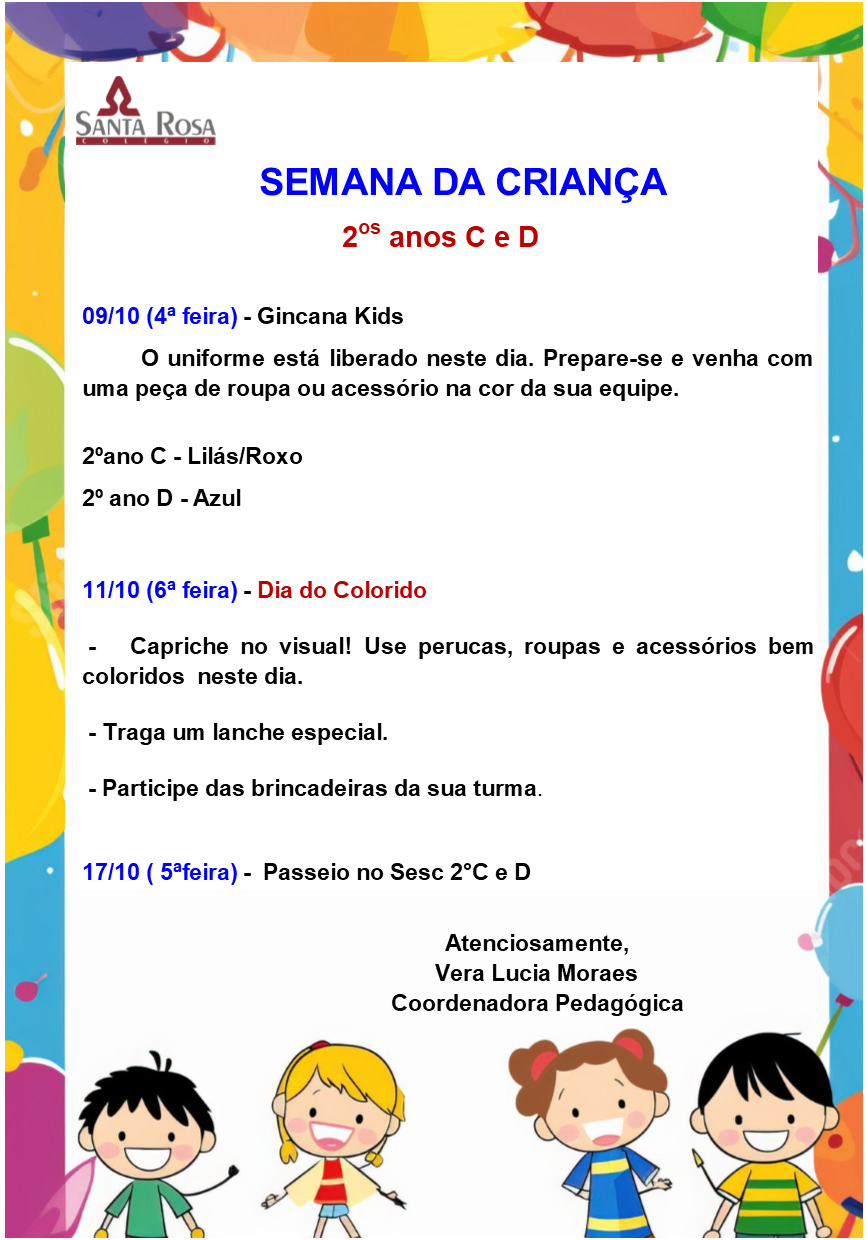 SANTA ROSA
COLÉGIO
SEMANA DA CRIANÇA
2os anos C e D
09/10 (4ª feira) - Gincana Kids
O uniforme está liberado neste dia. Prepare-se e venha com
uma peça de roupa ou acessório na cor da sua equipe.
2ºano C - Lilás/Roxo
2º ano D - Azul
11/10 (6ª feira) - Dia do Colorido
- Capriche no visual! Use perucas, roupas e acessórios bem
coloridos neste dia.
- Traga um lanche especial.
- Participe das brincadeiras da sua turma.
17/10 ( 5ªfeira) - Passeio no Sesc 2°C e D
Atenciosamente,
Vera Lucia Moraes
Coordenadora Pedagógica